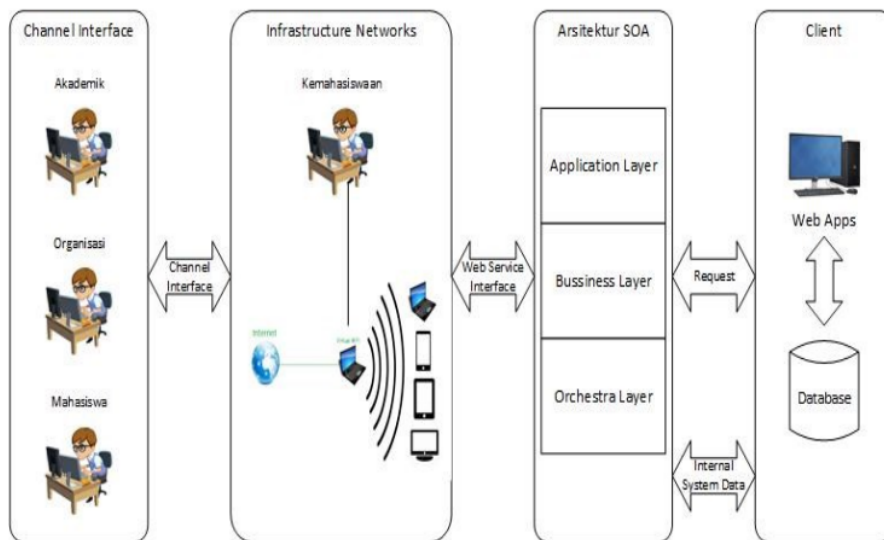 Channel Interface
Akademik
Organisasi
Mahasiswa
Channel
Interface
Infrastructure Networks
Kemahasiswaan
Internet
Web Service
Interface
Arsitektur SOA
Application Layer
Bussiness Layer
Orchestra Layer
Request
Internal
System Data
Client
Web Apps
Database